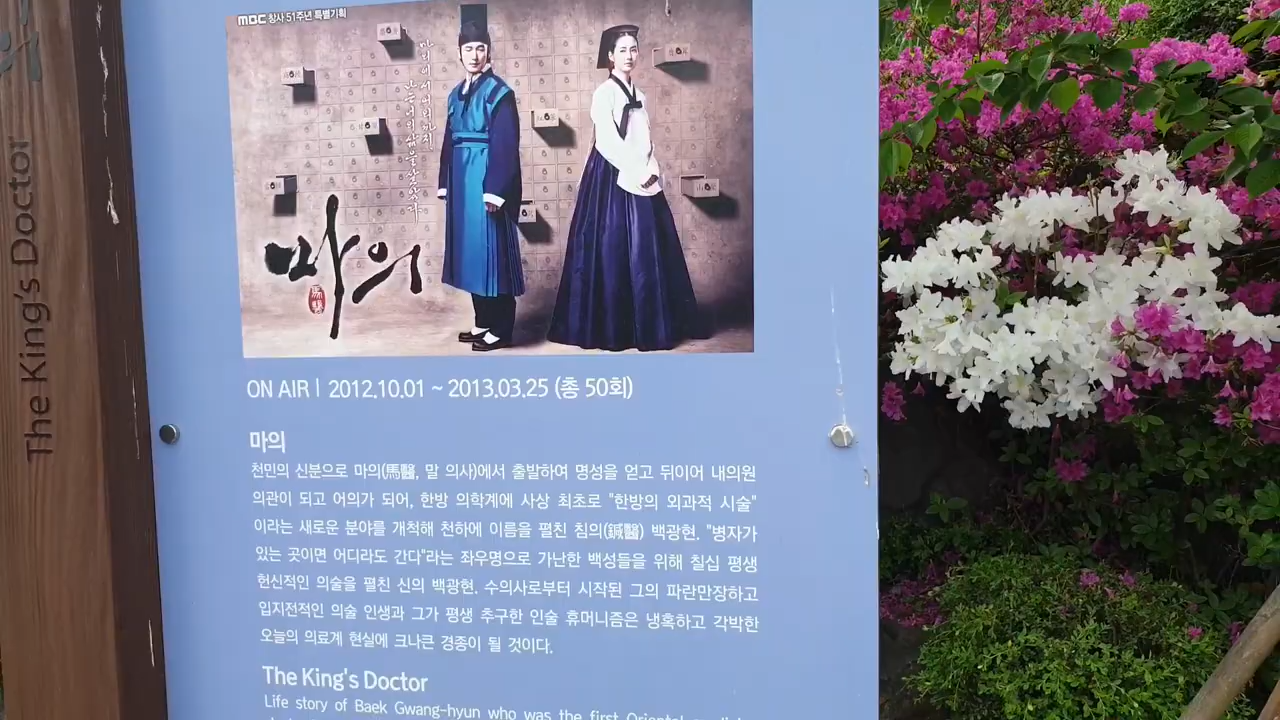 The King's Doctor
MBC 창사 51주년 특별기획
마의
馬醫
ON AIR | 2012.10.01 ~ 2013.03.25 (총 50회)
마의
천민의 신분으로 마의(馬醫, 말 의사)에서 출발하여 명성을 얻고 뒤이어 내의원
의관이 되고 어의가 되어, 한방 의학계에 사상 최초로 "한방의 외과적 시술"
이라는 새로운 분야를 개척해 천하에 이름을 펼친 침의(鍼醫) 백광현. "병자가
있는 곳이면 어디라도 간다"라는 좌우명으로 가난한 백성들을 위해 칠십 평생
헌신적인 의술을 펼친 신의 백광현. 수의사로부터 시작된 그의 파란만장하고
입지전적인 의술 인생과 그가 평생 추구한 인술 휴머니즘은 냉혹하고 각박한
오늘의 의료계 현실에 크나큰 경종이 될 것이다.
The King's Doctor
Life story of Baek Gwang-hyun who was the first Oriental